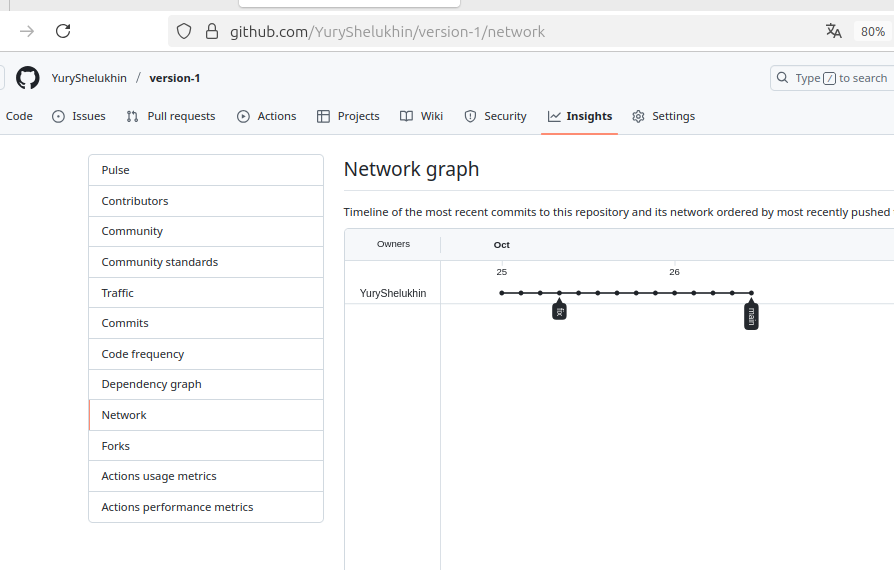 github.com/YuryShelukhin/version-1/network
80%
YuryShelukhin / version-1
Type / to search
Code Issues Pull requests Actions Projects Wiki Security Insights Settings
Pulse
Contributors
Community
Community standards
Traffic
Commits
Code frequency
Dependency graph
Network
Forks
Actions usage metrics
Actions performance metrics
Network graph
Timeline of the most recent commits to this repository and its network ordered by most recently pushed
Owners
Oct
25 26
YuryShelukhin
fix
main